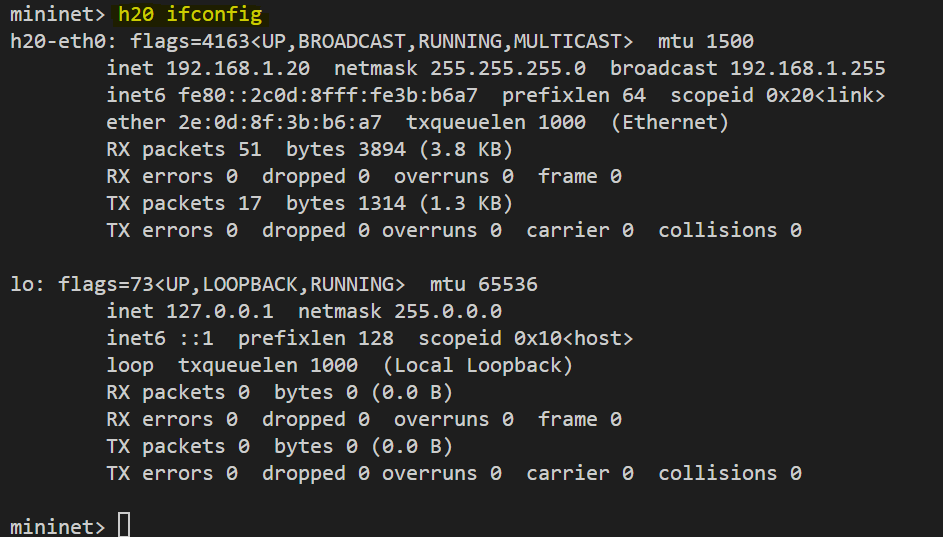 mininet> h20 ifconfig
h20-eth0: flags=4163<UP,BROADCAST,RUNNING,MULTICAST>  mtu 1500
        inet 192.168.1.20  netmask 255.255.255.0  broadcast 192.168.1.255
        inet6 fe80::2c0d:8fff:fe3b:b6a7  prefixlen 64  scopeid 0x20<link>
        ether 2e:0d:8f:3b:b6:a7  txqueuelen 1000  (Ethernet)
        RX packets 51  bytes 3894 (3.8 KB)
        RX errors 0  dropped 0  overruns 0  frame 0
        TX packets 17  bytes 1314 (1.3 KB)
        TX errors 0  dropped 0 overruns 0  carrier 0  collisions 0

lo: flags=73<UP,LOOPBACK,RUNNING>  mtu 65536
        inet 127.0.0.1  netmask 255.0.0.0
        inet6 ::1  prefixlen 128  scopeid 0x10<host>
        loop  txqueuelen 1000  (Local Loopback)
        RX packets 0  bytes 0 (0.0 B)
        RX errors 0  dropped 0  overruns 0  frame 0
        TX packets 0  bytes 0 (0.0 B)
        TX errors 0  dropped 0 overruns 0  carrier 0  collisions 0

mininet>